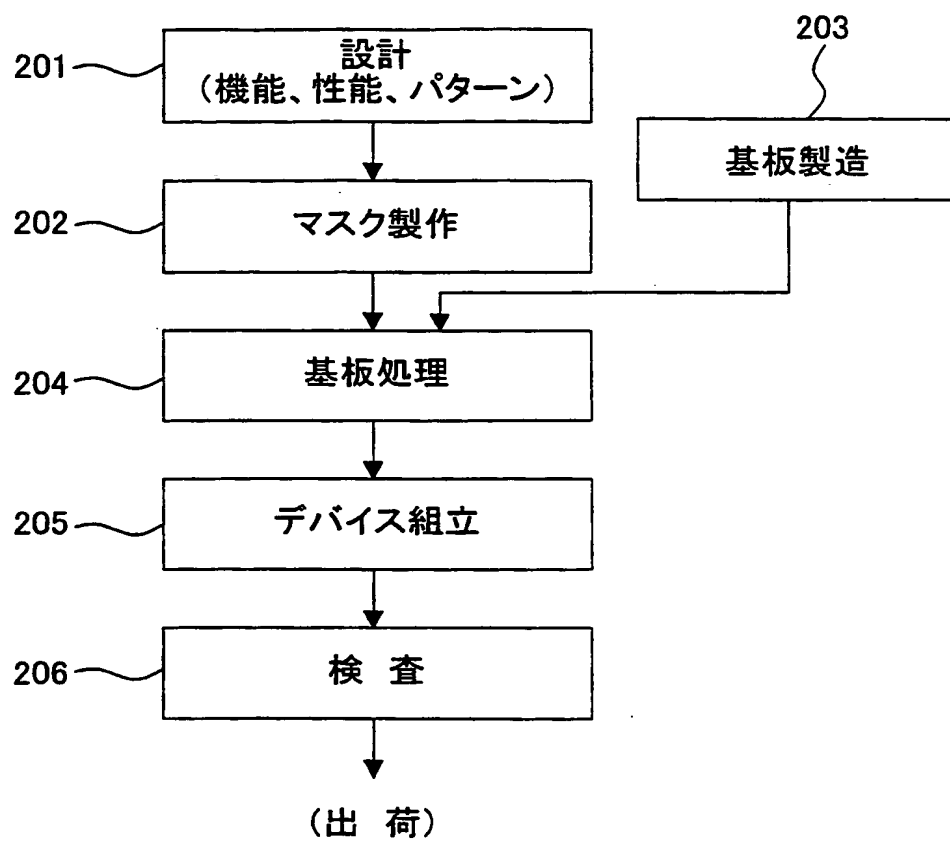 203
201
設計
(機能、性能、パターン)
基板製造
202
マスク製作
204
基板処理
205
デバイス組立
206
検 査
(出 荷)